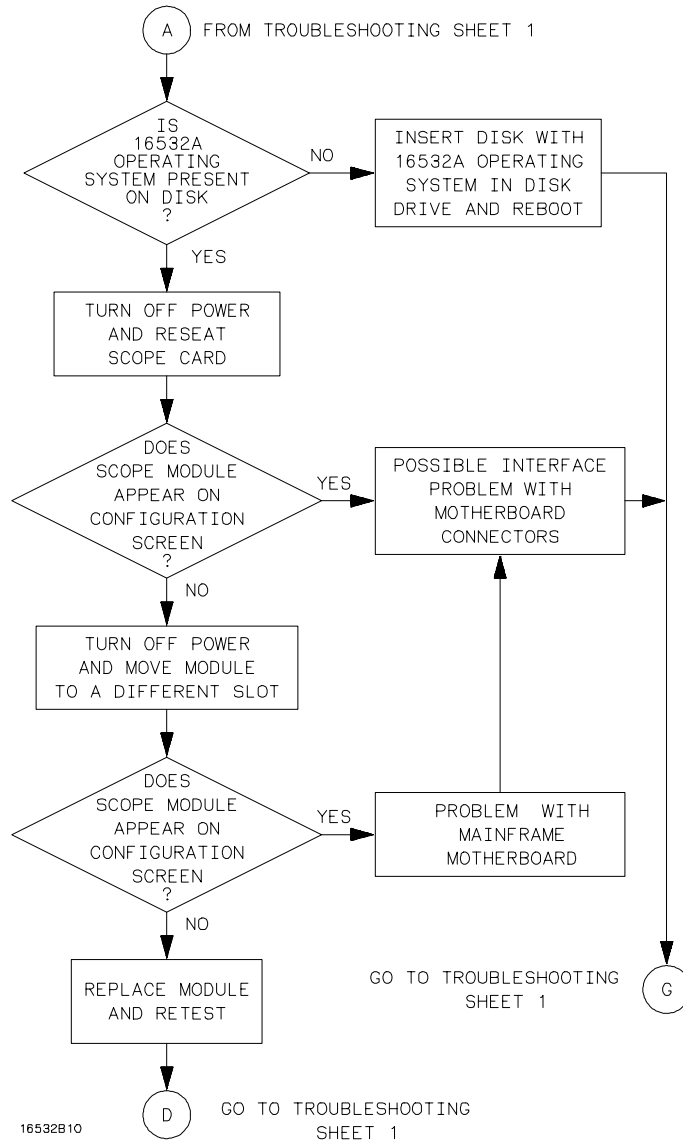 A FROM TROUBLESHOOTING SHEET 1
IS
16532A
OPERATING
SYSTEM PRESENT
ON DISK
?
NO
INSERT DISK WITH
16532A OPERATING
SYSTEM IN DISK
DRIVE AND REBOOT
YES
TURN OFF POWER
AND RESEAT
SCOPE CARD
DOES
SCOPE MODULE
APPEAR ON
CONFIGURATION
SCREEN
?
YES
POSSIBLE INTERFACE
PROBLEM WITH
MOTHERBOARD
CONNECTORS
NO
TURN OFF POWER
AND MOVE MODULE
TO A DIFFERENT SLOT
DOES
SCOPE MODULE
APPEAR ON
CONFIGURATION
SCREEN
?
YES
PROBLEM WITH
MAINFRAME
MOTHERBOARD
NO
REPLACE MODULE
AND RETEST
GO TO TROUBLESHOOTING
SHEET 1
G
D
GO TO TROUBLESHOOTING
SHEET 1
16532B10